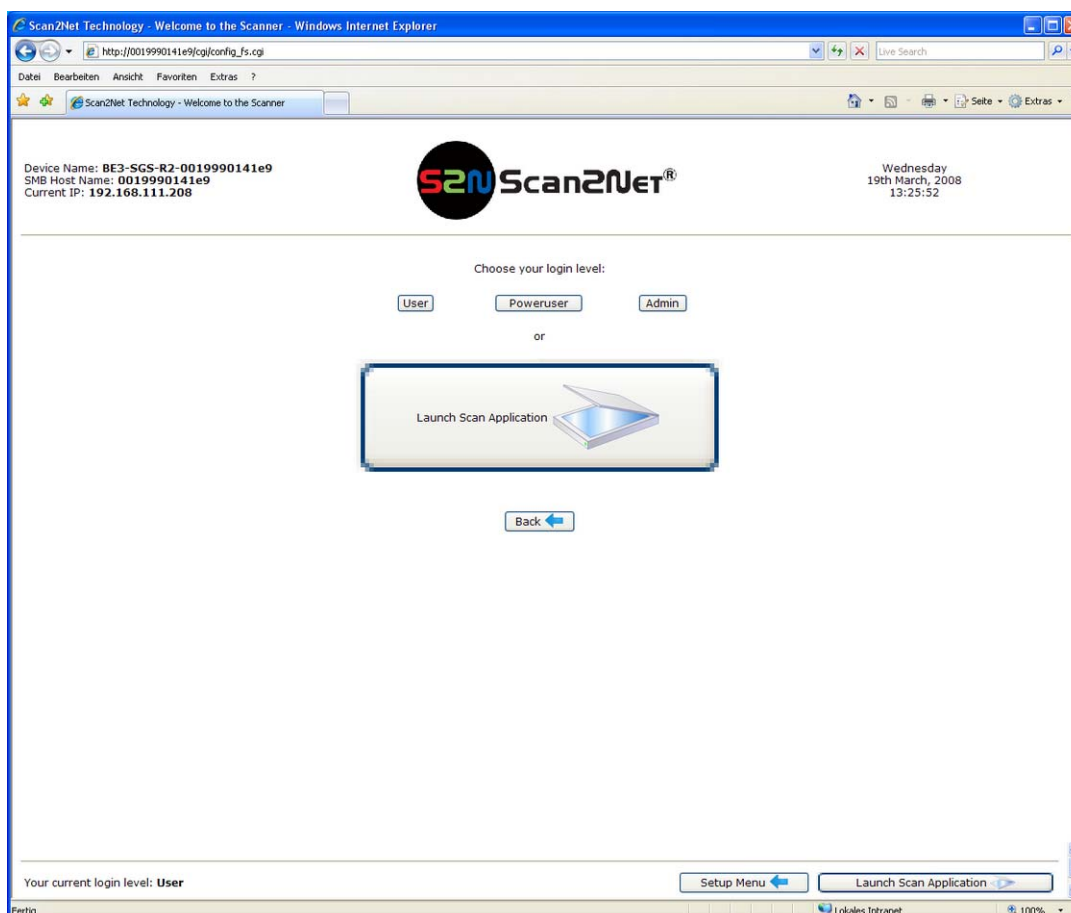 Scan2Net Technology - Welcome to the Scanner - Windows Internet Explorer
http://0019990141e9/cgi/config_fs.cgi
Live Search
Datei Bearbeiten Ansicht Favoriten Extras ?
Scan2Net Technology - Welcome to the Scanner
Seite Extras
Device Name: BE3-SGS-R2-0019990141e9
SMB Host Name: 0019990141e9
Current IP: 192.168.111.208
S2N Scan2Net®
Wednesday
19th March, 2008
13:25:52
Choose your login level:
User Poweruser Admin
or
Launch Scan Application
Back
Your current login level: User
Setup Menu
Launch Scan Application
Fertig
Lokales Intranet
100%